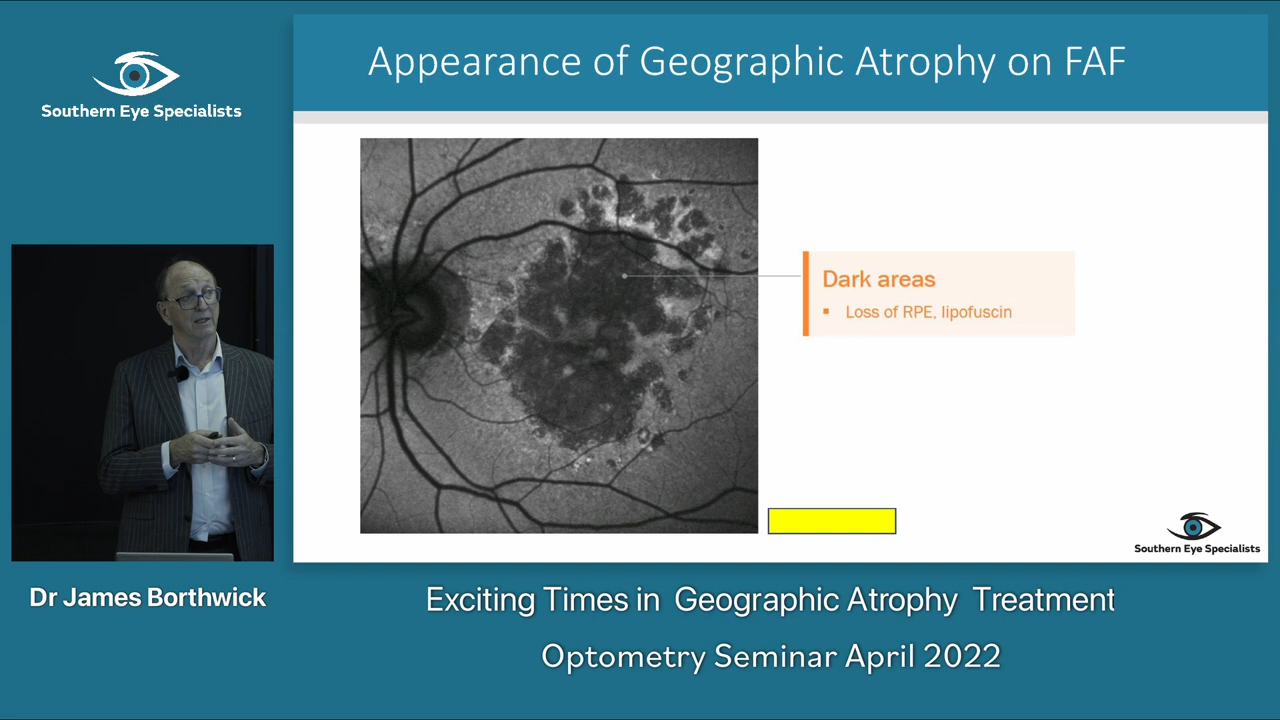 Southern Eye Specialists
Appearance of Geographic Atrophy on FAF
Dark areas
▪ Loss of RPE, lipofuscin
Southern Eye Specialists
Dr James Borthwick
Exciting Times in Geographic Atrophy Treatment
Optometry Seminar April 2022